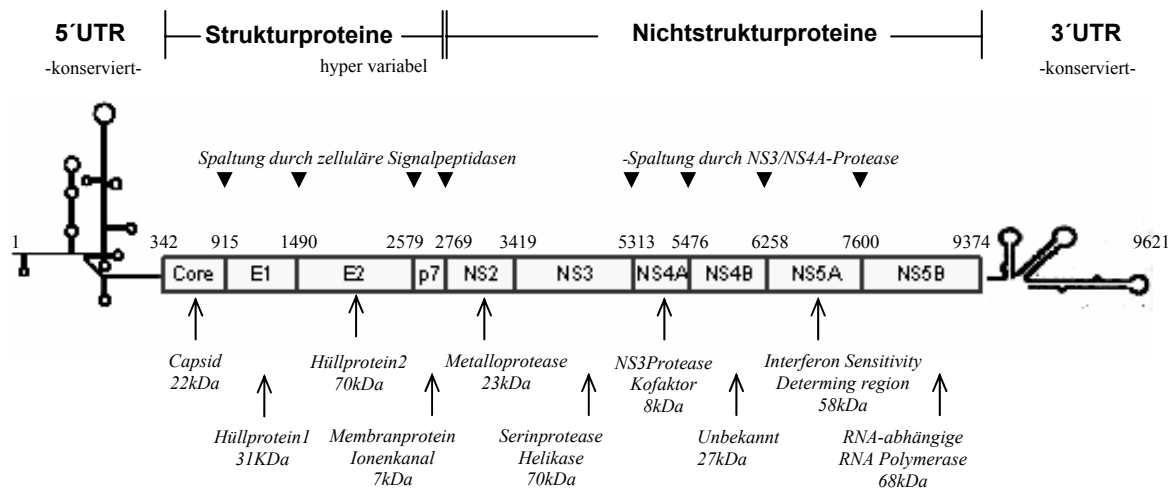 5´UTR
Strukturproteine
Nichtstrukturproteine
3´UTR
-konserviert-
hyper variabel
-konserviert-
Spaltung durch zelluläre Signalpeptidasen
-Spaltung durch NS3/NS4A-Protease
1
342
915
1490
2579
2769
3419
5313
5476
6258
7600
9374
9621
Core
E1
E2
p7
NS2
NS3
NS4A
NS4B
NS5A
NS5B
Capsid
22kDa
Hüllprotein2
70kDa
Metalloprotease
23kDa
NS3Protease
Kofaktor
8kDa
Interferon Sensitivity
Determing region
58kDa
Hüllprotein1
31KDa
Membranprotein
Ionenkanal
7kDa
Serinprotease
Helikase
70kDa
Unbekannt
27kDa
RNA-abhängige
RNA Polymerase
68kDa